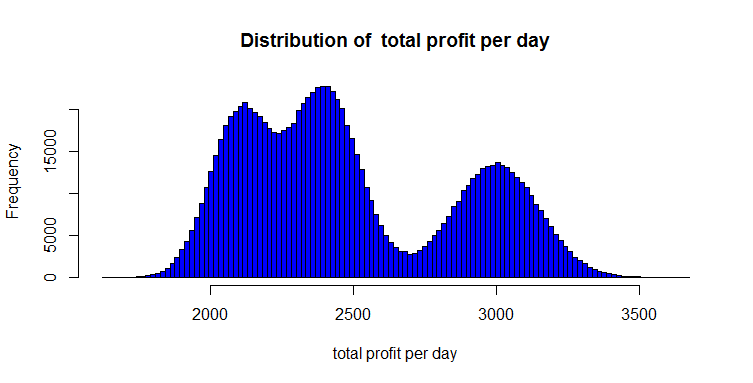 Distribution of  total profit per day
Frequency
15000
5000
0
2000
2500
3000
3500
total profit per day